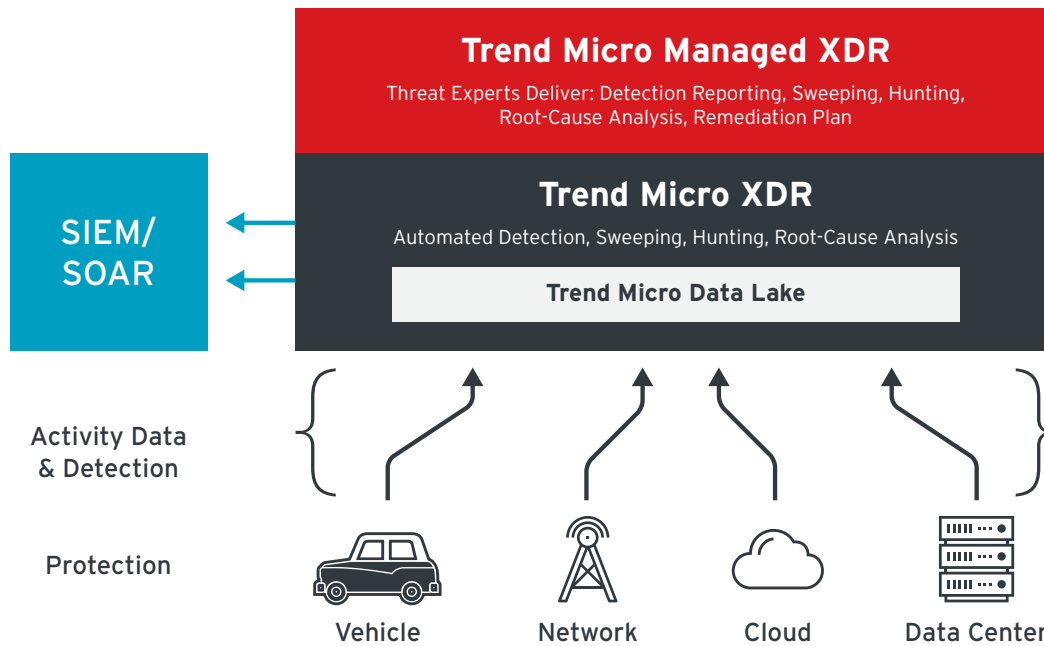 Trend Micro Managed XDR
Threat Experts Deliver: Detection Reporting, Sweeping, Hunting,
Root-Cause Analysis, Remediation Plan
SIEM/
SOAR
Trend Micro XDR
Automated Detection, Sweeping, Hunting, Root-Cause Analysis
Trend Micro Data Lake
Activity Data
& Detection
Protection
Vehicle
Network
Cloud
Data Center